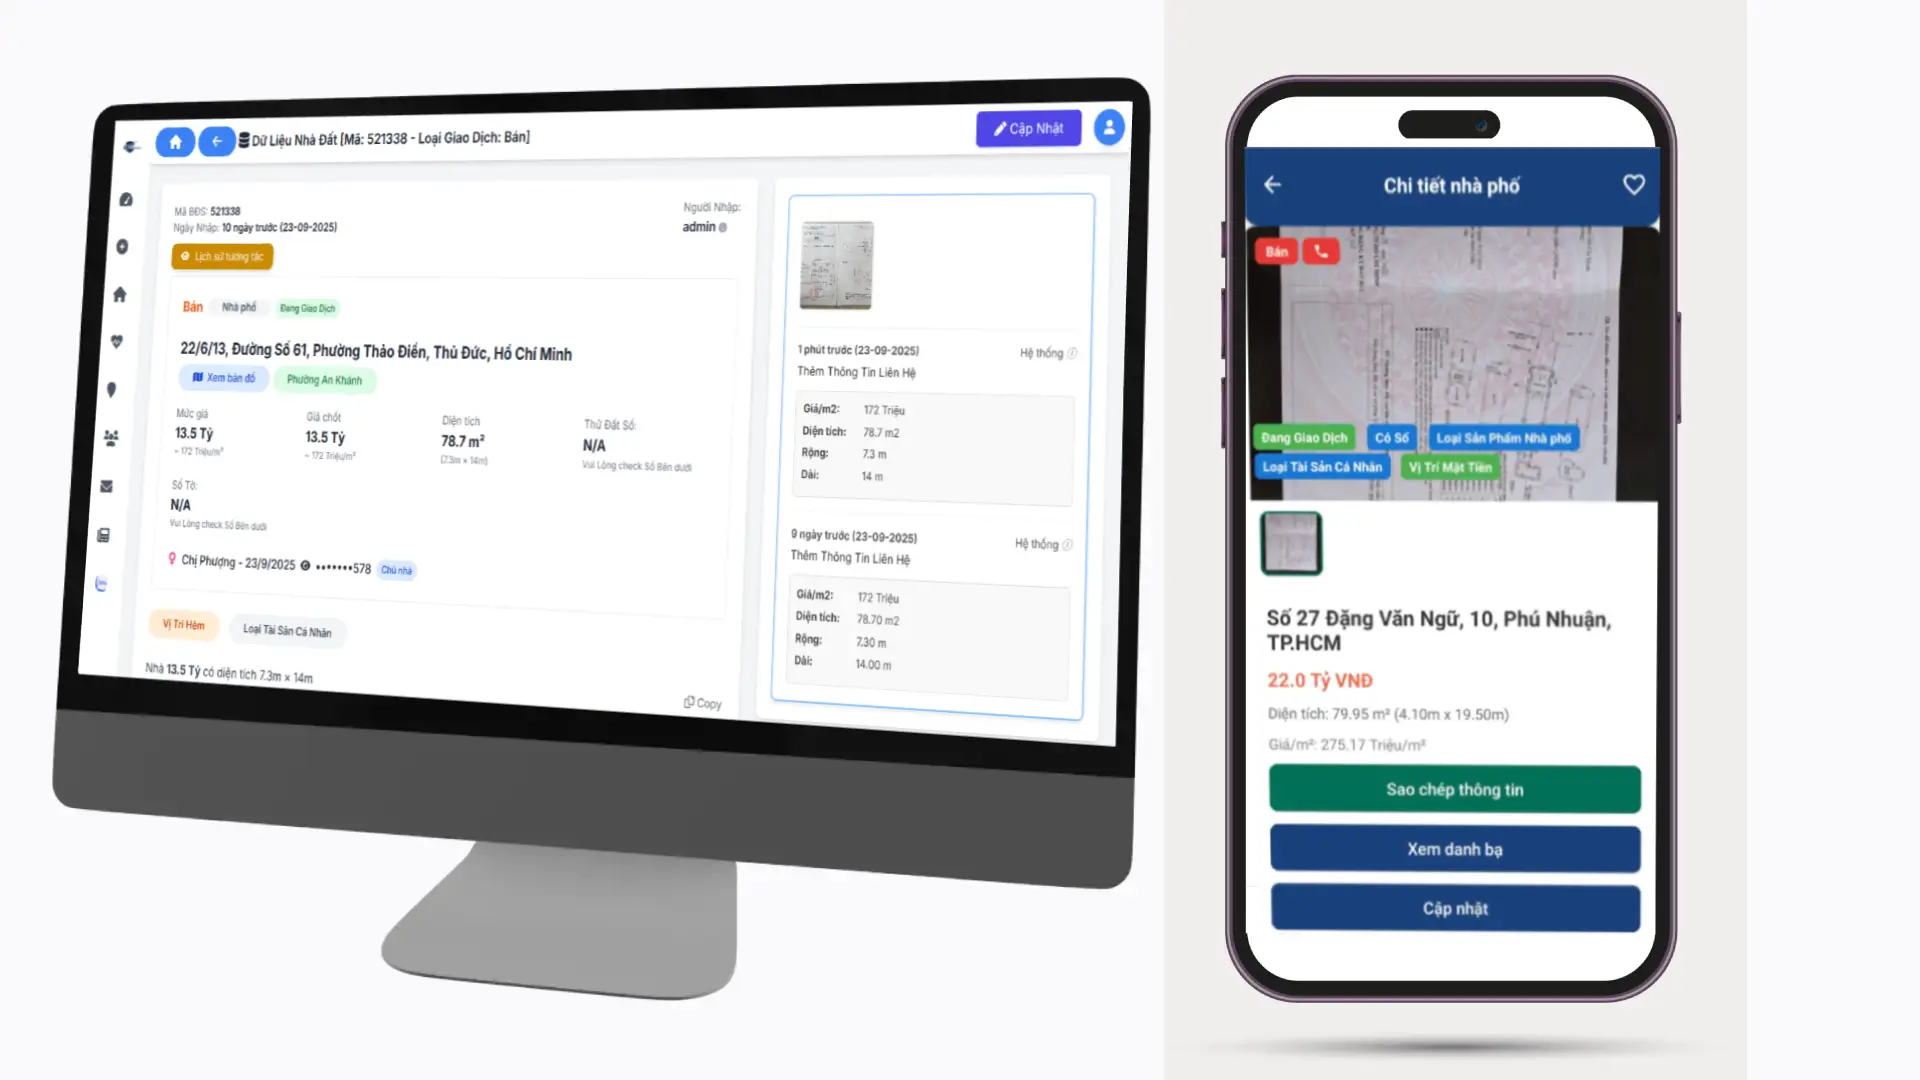 Dữ Liệu Nhà Đất [Mã: 521338 - Loại Giao Dịch: Bán]
Cập Nhật
Mã BĐS: 521338
Ngày Nhập: 10 ngày trước (23-09-2025)
Người Nhập:
admin
Lịch sử tương tác
Bán
Nhà phố
Đang Giao Dịch
22/6/13, Đường Số 61, Phường Thảo Điền, Thủ Đức, Hồ Chí Minh
Xem bản đồ
Phường An Khánh
Mức giá
13.5 Tỷ
~ 172 Triệu/m²
Giá chốt
13.5 Tỷ
~ 172 Triệu/m²
Diện tích
78.7 m²
(7.3m × 14m)
Thử Đất Số:
N/A
Vui Lòng check Sổ Bên dưới
Số Tờ:
N/A
Vui Lòng check Sổ Bên dưới
Chị Phượng - 23/9/2025 •••••••578 Chủ nhà
Vị Trí Hẻm
Loại Tài Sản Cá Nhân
Nhà 13.5 Tỷ có diện tích 7.3m × 14m
Copy
1 phút trước (23-09-2025)
Hệ thống
Thêm Thông Tin Liên Hệ
Giá/m2: 172 Triệu
Diện tích: 78.7 m2
Rộng: 7.3 m
Dài: 14 m
9 ngày trước (23-09-2025)
Hệ thống
Thêm Thông Tin Liên Hệ
Giá/m2: 172 Triệu
Diện tích: 78.70 m2
Rộng: 7.30 m
Dài: 14.00 m
Chi tiết nhà phố
Bán
Đang Giao Dịch
Có Sổ
Loại Sản Phẩm Nhà phố
Loại Tài Sản Cá Nhân
Vị Trí Mặt Tiền
Số 27 Đặng Văn Ngữ, 10, Phú Nhuận,
TP.HCM
22.0 Tỷ VNĐ
Diện tích: 79.95 m² (4.10m x 19.50m)
Giá/m²: 275.17 Triệu/m²
Sao chép thông tin
Xem danh bạ
Cập nhật